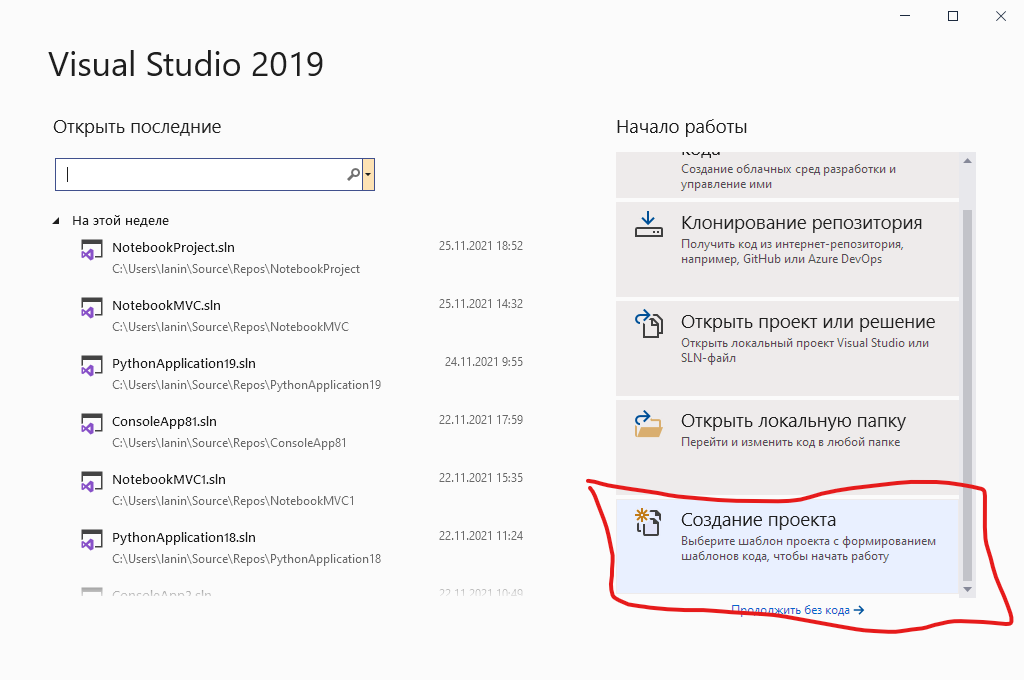 Visual Studio 2019
Открыть последние
На этой неделе
NotebookProject.sln 25.11.2021 18:52
C:\Users\lanin\Source\Repos\NotebookProject
NotebookMVC.sln 25.11.2021 14:32
C:\Users\lanin\Source\Repos\NotebookMVC
PythonApplication19.sln 24.11.2021 9:55
C:\Users\lanin\Source\Repos\PythonApplication19
ConsoleApp81.sln 22.11.2021 17:59
C:\Users\lanin\Source\Repos\ConsoleApp81
NotebookMVC1.sln 22.11.2021 15:35
C:\Users\lanin\Source\Repos\NotebookMVC1
PythonApplication18.sln 22.11.2021 11:24
C:\Users\lanin\Source\Repos\PythonApplication18
ConsoleApp2.sln 22.11.2021 10:49
Начало работы
кода
Создание облачных сред разработки и
управление ими
Клонирование репозитория
Получить код из интернет-репозитория,
например, GitHub или Azure DevOps
Открыть проект или решение
Открыть локальный проект Visual Studio или
SLN-файл
Открыть локальную папку
Перейти и изменить код в любой папке
Создание проекта
Выберите шаблон проекта с формированием
шаблонов кода, чтобы начать работу
Продолжить без кода →